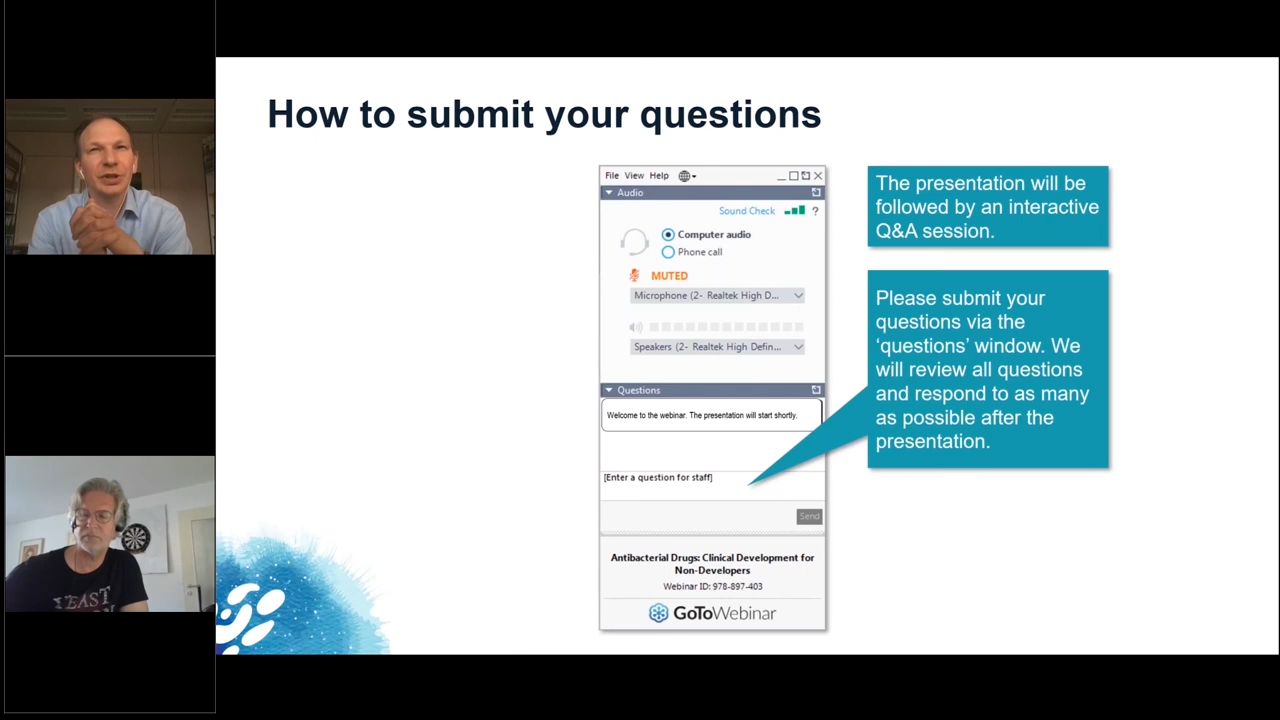 How to submit your questions
File View Help
Audio
Sound Check ?
Computer audio
Phone call
MUTED
Microphone (2- Realtek High D...
Speakers (2- Realtek High Defin...
Questions
Welcome to the webinar. The presentation will start shortly.
[Enter a question for staff]
Send
Antibacterial Drugs: Clinical Development for
Non-Developers
Webinar ID: 978-897-403
GoToWebinar
The presentation will be
followed by an interactive
Q&A session.
Please submit your
questions via the
‘questions’ window. We
will review all questions
and respond to as many
as possible after the
presentation.